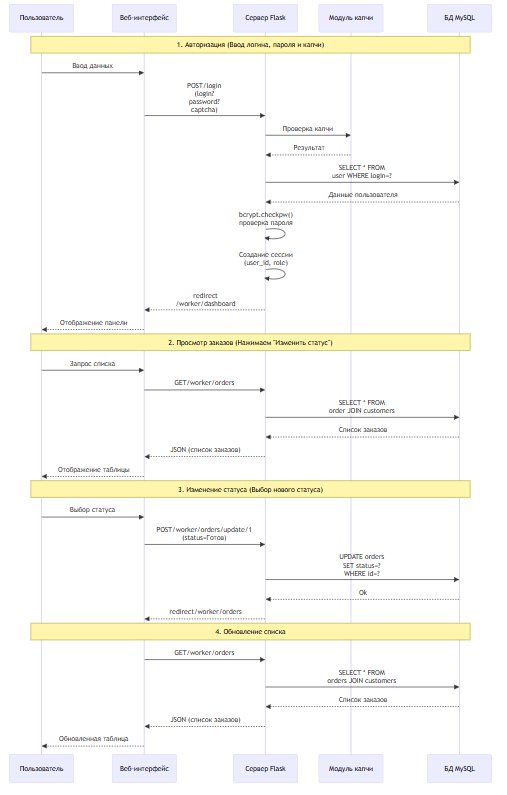 Пользователь
Веб-интерфейс
Сервер Flask
Модуль капчи
БД MySQL
1. Авторизация (Ввод логина, пароля и капчи)
Ввод данных
POST/login
(login?
password?
captcha)
Проверка капчи
Результат
SELECT * FROM
user WHERE login=?
Данные пользователя
bcrypt.checkpw()
проверка пароля
Создание сессии
(user_id, role)
redirect
/worker/dashboard
Отображение панели
2. Просмотр заказов (Нажимаем "Изменить статус")
Запрос списка
GET/worker/orders
SELECT * FROM
order JOIN customers
Список заказов
JSON (список заказов)
Отображение таблицы
3. Изменение статуса (Выбор нового статуса)
Выбор статуса
POST/worker/orders/update/1
(status=Готов)
UPDATE orders
SET status=?
WHERE id=?
Ok
redirect/worker/orders
4. Обновление списка
GET/worker/orders
SELECT * FROM
orders JOIN customers
Список заказов
JSON (список заказов)
Обновленная таблица
Пользователь
Веб-интерфейс
Сервер Flask
Модуль капчи
БД MySQL